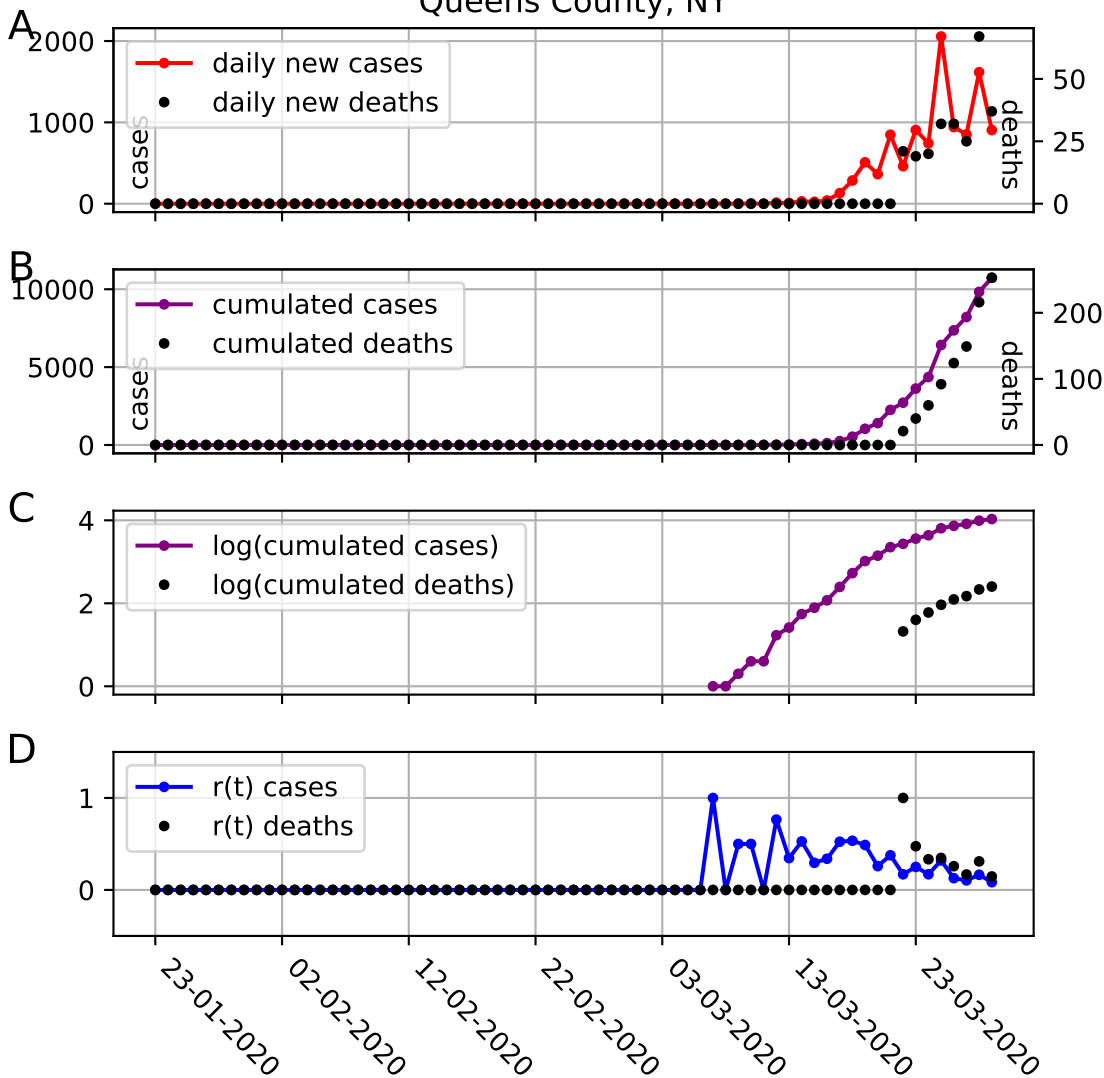 Queens County, NY
A
2000
1000
0
cases
daily new cases
daily new deaths
50
25
0
deaths
B
10000
5000
0
cases
cumulated cases
cumulated deaths
200
100
0
deaths
C
4
2
0
log(cumulated cases)
log(cumulated deaths)
D
1
0
r(t) cases
r(t) deaths
23-01-2020
02-02-2020
12-02-2020
22-02-2020
03-03-2020
13-03-2020
23-03-2020